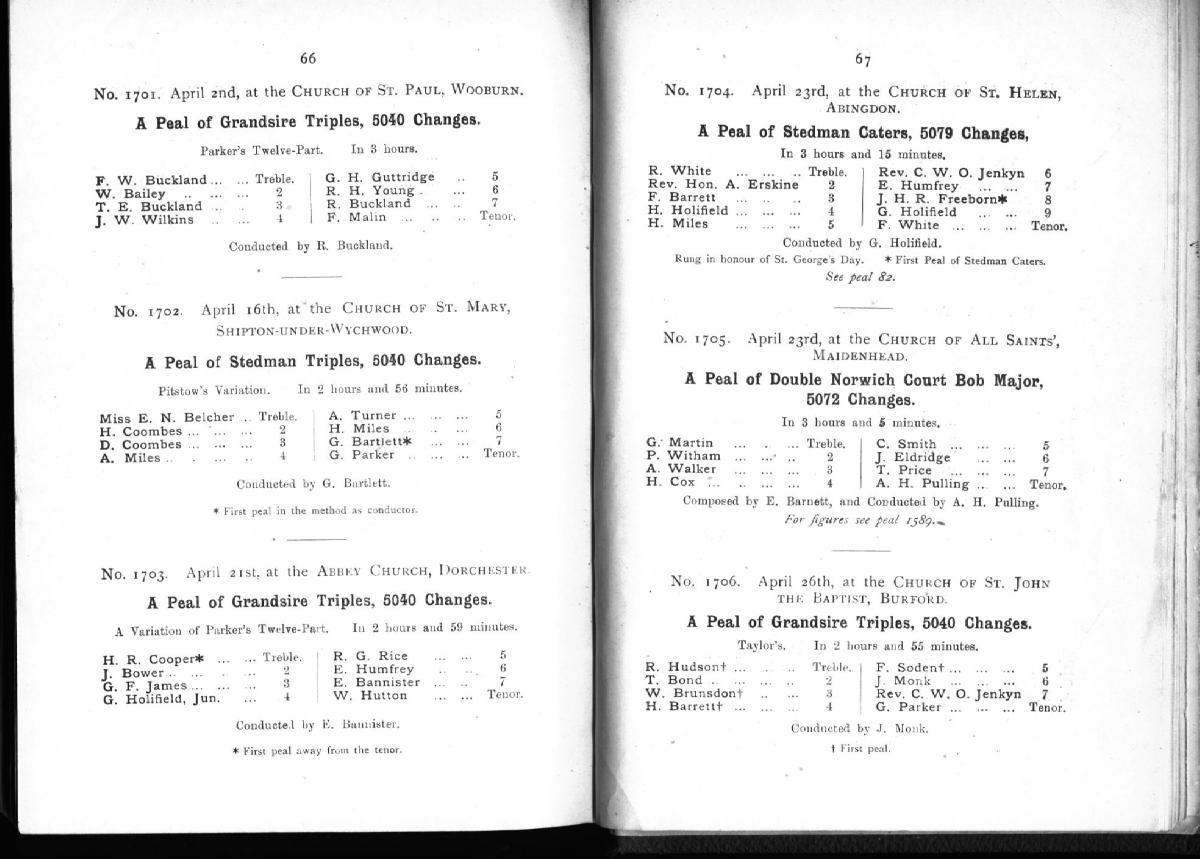 66
No. 1701. April 2nd, at the Church of St. Paul, Wooburn.
A Peal of Grandsire Triples, 5040 Changes.
Parker's Twelve-Part. In 3 hours.
F. W. Buckland ... ... Treble. G. H. Guttridge .. 5
W. Bailey .. ... ... 2 R. H. Young . ... 6
T. E. Buckland ... ... 3 R. Buckland ... .. 7
J. W. Wilkins .. ... 4 F. Malin ... .. .. Tenor.
Conducted by R. Buckland.
No. 1702. April 16th, at the Church of St. Mary,
Shipton-under-Wychwood.
A Peal of Stedman Triples, 5040 Changes.
Pitstow's Variation. In 2 hours and 56 minutes.
Miss E. N. Belcher ... Treble. A. Turner ... ... ... 5
H. Coombes ... ... ... 2 H. Miles .. ... ... 6
D. Coombes ... ... ... 3 G. Bartlett* ... ... 7
A. Miles .. . ... .. 4 G. Parker .. ... ... Tenor.
Conducted by G. Bartlett.
* First peal in the method as conductor.
No. 1703. April 21st, at the Abbey Church, Dorchester.
A Peal of Grandsire Triples, 5040 Changes.
A Variation of Parker's Twelve-Part. In 2 hours and 59 minutes.
H. R. Cooper* ... ... Treble. R. G. Rice ... ... 5
J. Bower ... ... .. ... 2 E. Humfrey ... ... 6
G. F. James ... ... ... 3 E. Bannister ... .. 7
G. Holifield, Jun. ... 4 W. Hutton ... ... Tenor.
Conducted by E. Bannister.
* First peal away from the tenor.
67
No. 1704. April 23rd, at the Church of St. Helen,
Abingdon.
A Peal of Stedman Caters, 5079 Changes,
In 3 hours and 15 minutes.
R. White ... ... .. Treble. Rev. C. W. O. Jenkyn 6
Rev. Hon. A. Erskine 2 E. Humfrey ... ... 7
F. Barrett ... .. .. 3 J. H. R. Freeborn* 8
H. Holifield ... ... ... 4 G. Holifield ... ... 9
H. Miles ... ... ... 5 F. White ... ... ... Tenor.
Conducted by G. Holifield.
Rung in honour of St. George's Day. * First Peal of Stedman Caters.
See peal 82.
No. 1705. April 23rd, at the Church of All Saints',
Maidenhead.
A Peal of Double Norwich Court Bob Major,
5072 Changes.
In 3 hours and 5 minutes.
G. Martin ... .. ... Treble. C. Smith ... ... ... 5
P. Witham ... ... .. 2 J. Eldridge ... ... 6
A. Walker ... ... ... 3 T. Price ... ... ... 7
H. Cox ... .. ... ... 4 A. H. Pulling ... ... Tenor.
Composed by E. Barnett, and Conducted by A. H. Pulling.
For figures see peal 1589.
No. 1706. April 26th, at the Church of St. John
the Baptist, Burford.
A Peal of Grandsire Triples, 5040 Changes.
Taylor's. In 2 hours and 55 minutes.
R. Hudson† ... ... .. Treble. F. Soden† ... ... ... 5
T. Bond .. ... ... ... 2 J. Monk ... ... ... 6
W. Brunsdon† .. ... 3 Rev. C. W. O. Jenkyn 7
H. Barrett† ... ... ... 4 G. Parker ... ... ... Tenor.
Conducted by J. Monk.
† First peal.